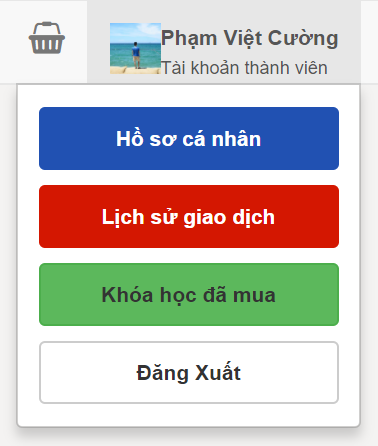 Phạm Việt Cường
Tài khoản thành viên
Hồ sơ cá nhân
Lịch sử giao dịch
Khóa học đã mua
Đăng Xuất